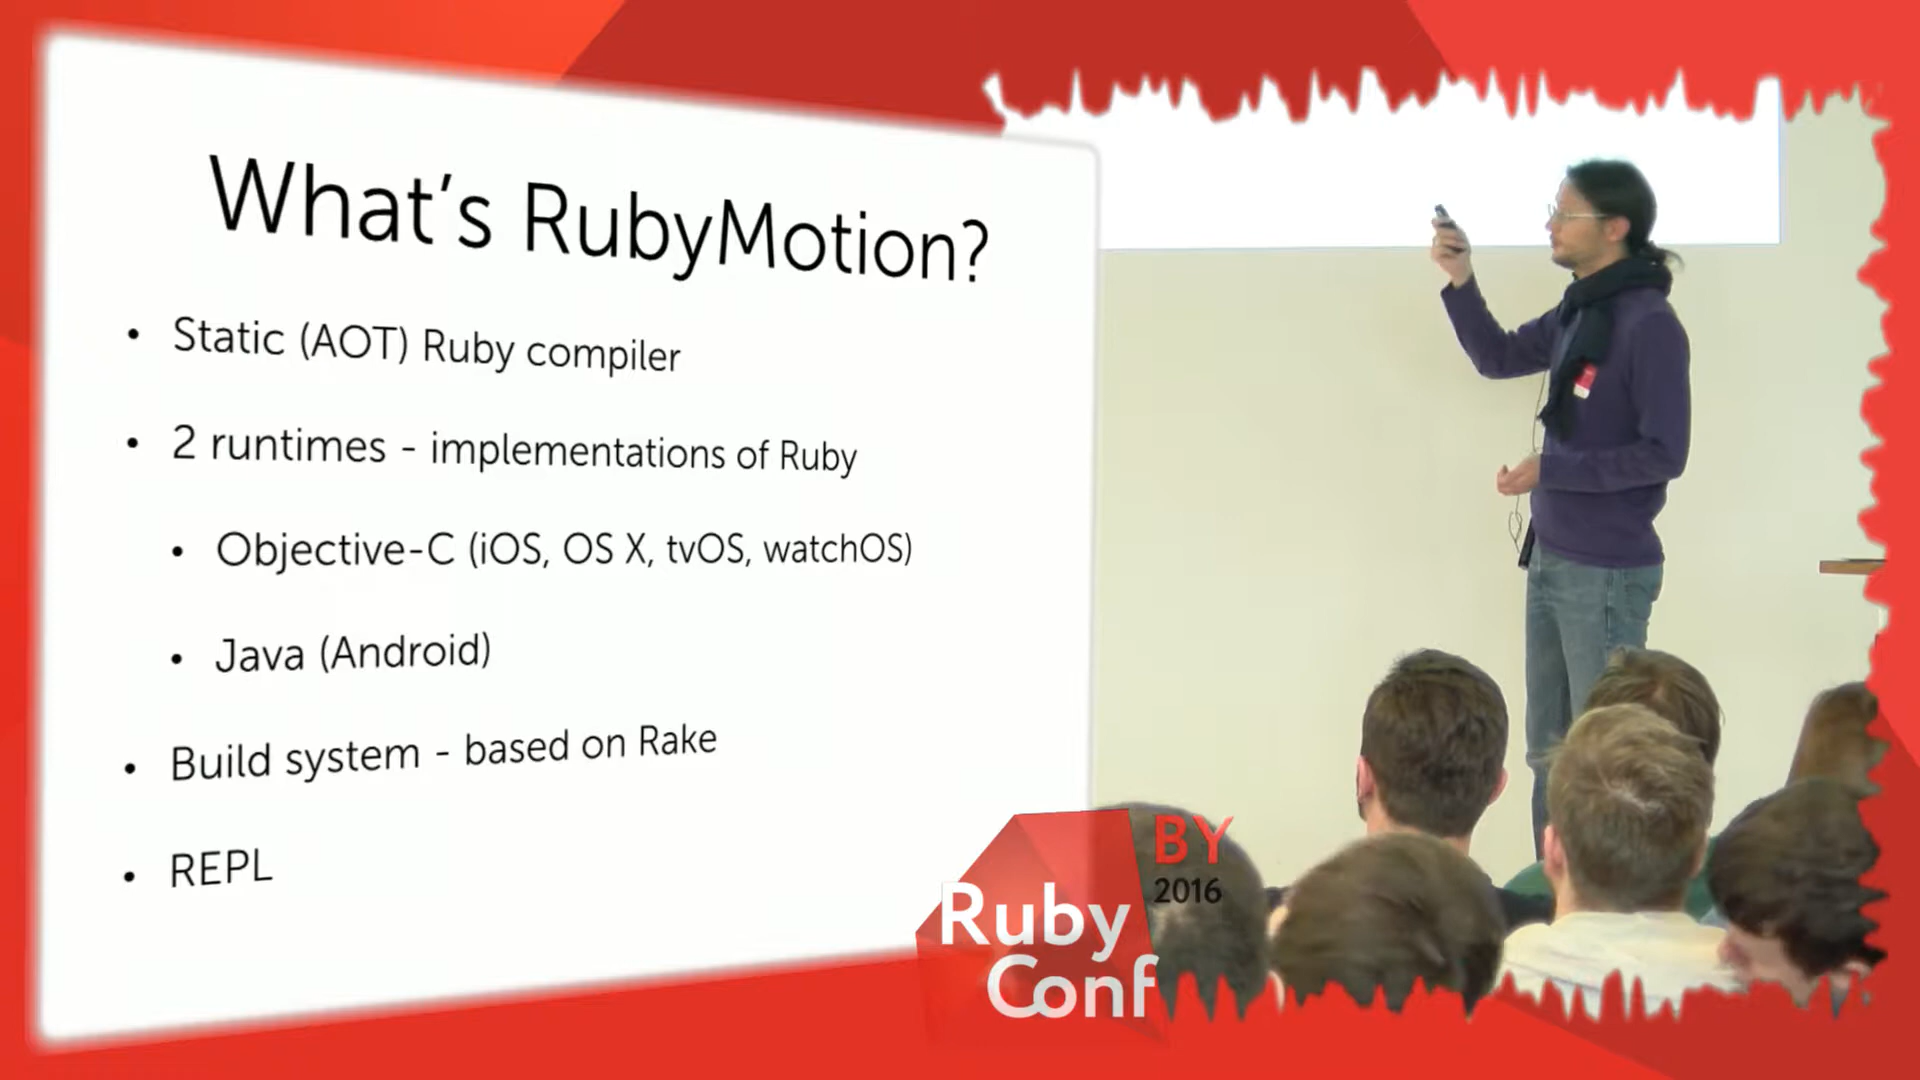 What's RubyMotion?
• Static (AOT) Ruby compiler
• 2 runtimes - implementations of Ruby
• Objective-C (iOS, OS X, tvOS, watchOS)
• Java (Android)
• Build system - based on Rake
• REPL
BY
2016
Ruby
Conf